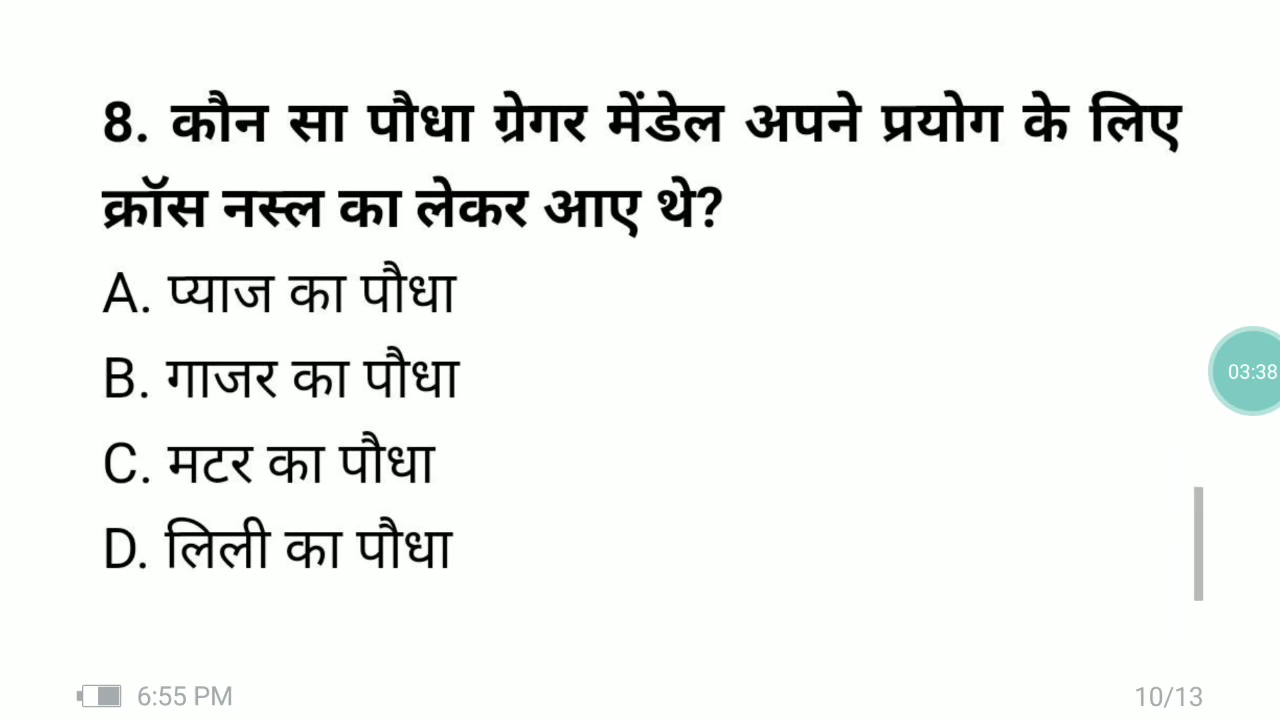 8. कौन सा पौधा ग्रेगर मेंडेल अपने प्रयोग के लिए
क्रॉस नस्ल का लेकर आए थे?
A. प्याज का पौधा
B. गाजर का पौधा
03:38
C. मटर का पौधा
D. लिली का पौधा
6:55 PM
10/13